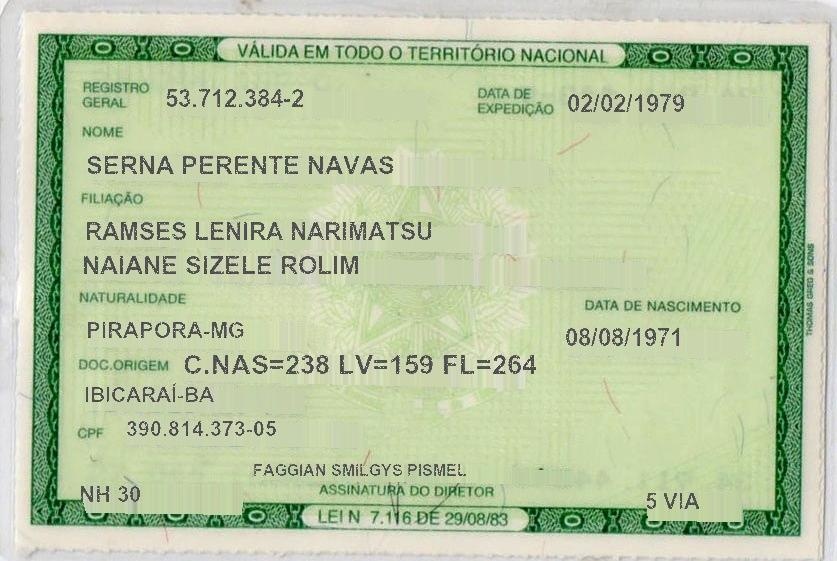 VÁLIDA EM TODO O TERRITÓRIO NACIONAL
REGISTRO GERAL 53.712.384-2 DATA DE EXPEDIÇÃO 02/02/1979
NOME
SERNA PERENTE NAVAS
FILIAÇÃO
RAMSES LENIRA NARIMATSU
NAIANE SIZELE ROLIM
NATURALIDADE DATA DE NASCIMENTO
PIRAPORA-MG 08/08/1971
DOC.ORIGEM C.NAS=238 LV=159 FL=264
IBICARAÍ-BA
CPF 390.814.373-05
FAGGIAN SMILGYS PISMEL
NH 30 ASSINATURA DO DIRETOR 5 VIA
LEI N 7.116 DE 29/08/83
THOMAS GREG & SONS